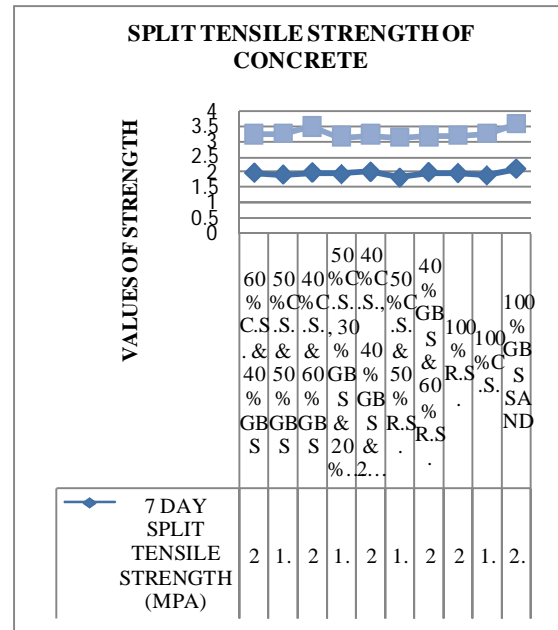 SPLIT TENSILE STRENGTH OF
CONCRETE
VALUES OF STRENGTH
4
3.5
3
2.5
2
1.5
1
0.5
0
60
%
C.S
. &
40
%
GB
S
50
%C
.S.
&
50
%
GB
S
40
%
C.S
. &
60
%
GB
S
50
%C.
S.
, 30
%
GB
S
&
20
%…
40
%C
.S.,
40
%
GB
S
&
2…
50
%C
.S.
&
50
%
R.S
.
40
%
GB
S
&
60
%
R.S
.
100
%
R.S
.
100
%C
.S.
100
%
GB
S
SA
ND
7 DAY
SPLIT
TENSILE
STRENGTH
(MPA)
2 1. 2 1. 2 1. 2 2 1. 2.